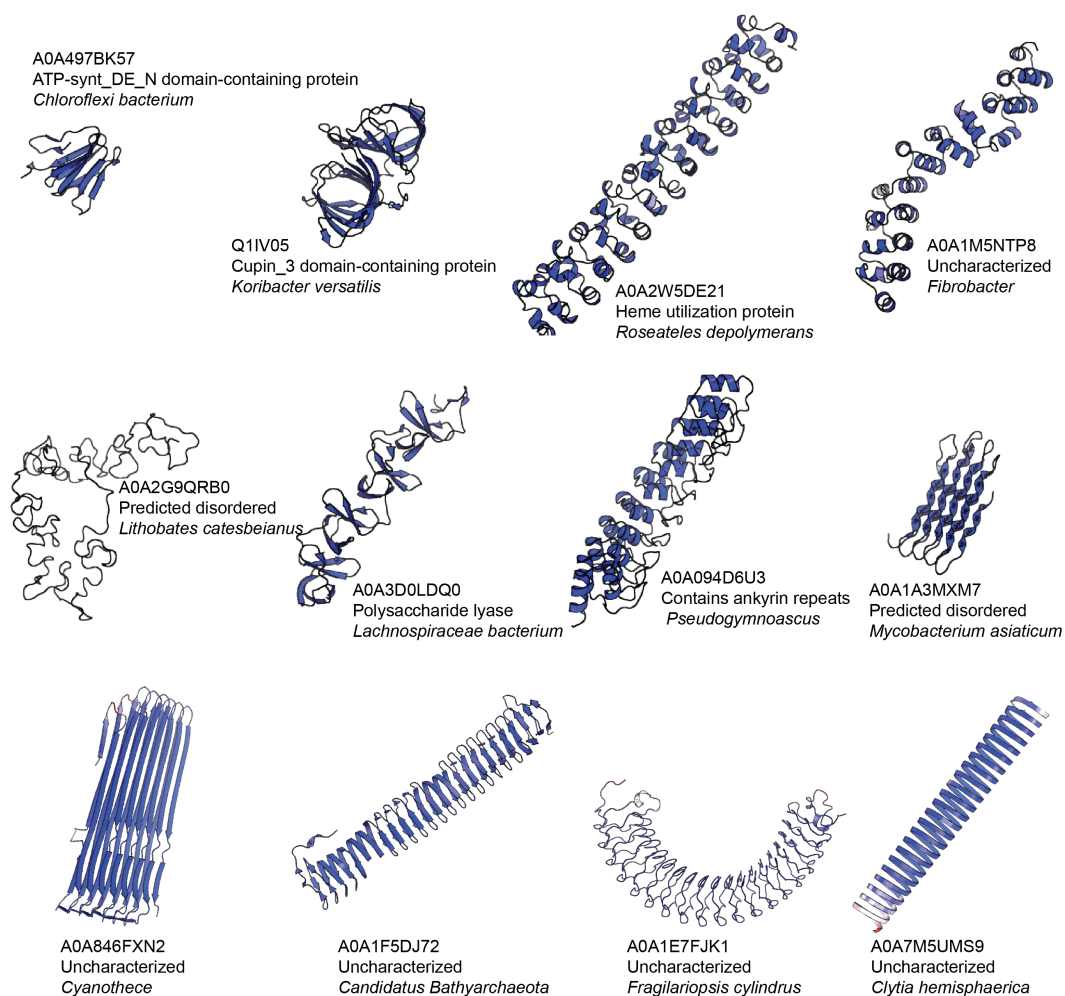 A0A497BK57
ATP-synt_DE_N domain-containing protein
Chloroflexi bacterium
Q1IV05
Cupin_3 domain-containing protein
Koribacter versatilis
A0A2W5DE21
Heme utilization protein
Roseateles depolymerans
A0A1M5NTP8
Uncharacterized
Fibrobacter
A0A2G9QRB0
Predicted disordered
Lithobates catesbeianus
A0A3D0LDQ0
Polysaccharide lyase
Lachnospiraceae bacterium
A0A094D6U3
Contains ankyrin repeats
Pseudogymnoascus
A0A1A3MXM7
Predicted disordered
Mycobacterium asiaticum
A0A846FXN2
Uncharacterized
Cyanothece
A0A1F5DJ72
Uncharacterized
Candidatus Bathyarchaeota
A0A1E7FJK1
Uncharacterized
Fragilariopsis cylindrus
A0A7M5UMS9
Uncharacterized
Clytia hemisphaerica